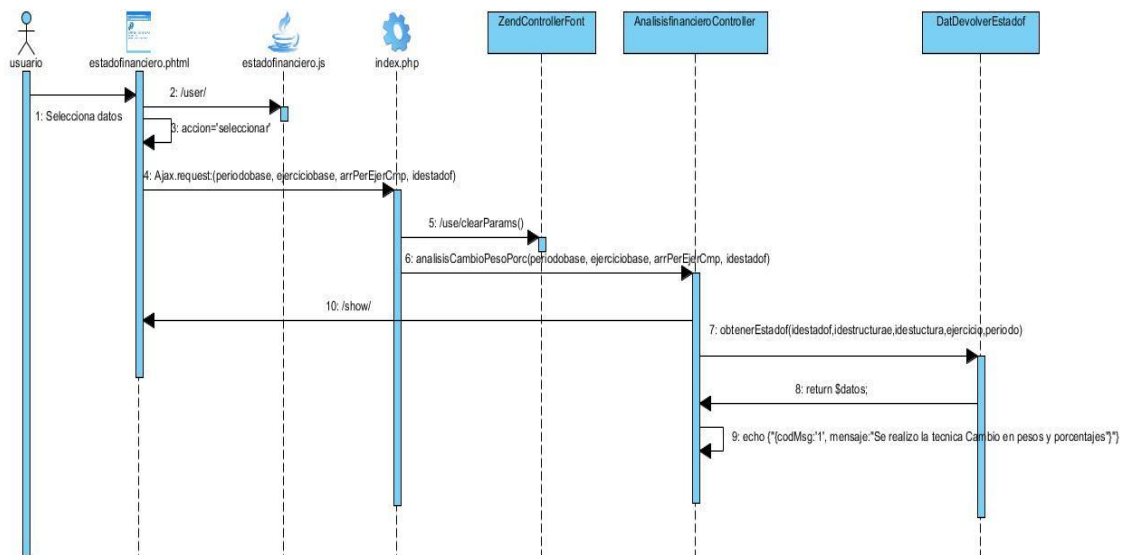 usuario
estadofinanciero.phtml
estadofinanciero.js
index.php
ZendControllerFont
AnalisisfinancieroController
DatDevolverEstadof
1: Selecciona datos
2: /user/
3: accion='seleccionar'
4: Ajax.request:(periodobase, ejerciciobase, arrPerEjerCmp, idestadof)
5: /use/clearParams()
6: analisisCambioPesoPorc(periodobase, ejerciciobase, arrPerEjerCmp, idestadof)
10: /show/
7: obtenerEstadof(idestadof,idestructurae,idestuctura,ejercicio,periodo)
8: return $datos;
9: echo {"{codMsg:'1', mensaje:"Se realizo la tecnica Cambio en pesos y porcentajes"}"}